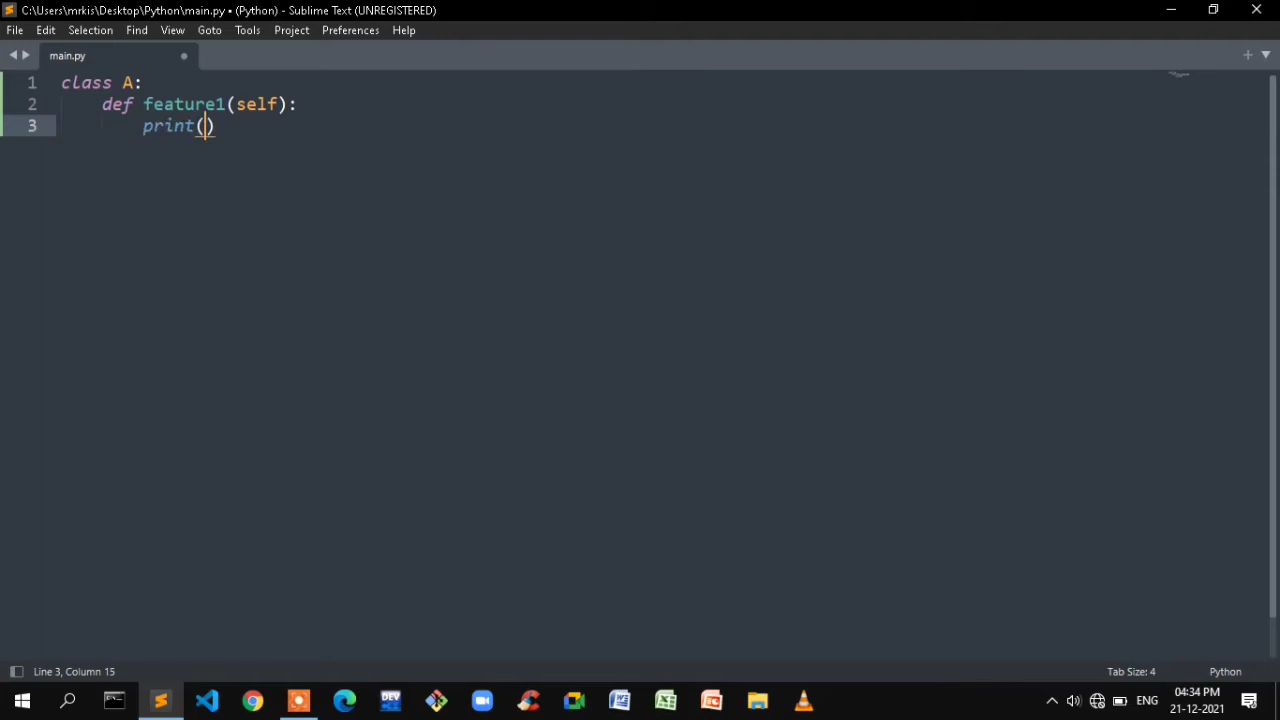 C:\Users\mrkis\Desktop\Python\main.py • (Python) - Sublime Text (UNREGISTERED)
File Edit Selection Find View Goto Tools Project Preferences Help
main.py
1 class A:
2 def feature1(self):
3 print()
Line 3, Column 15 Tab Size: 4 Python
DEV
ENG
04:34 PM
21-12-2021